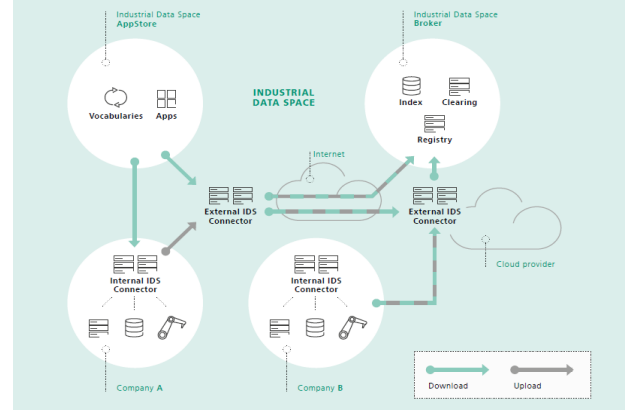 Industrial Data Space
AppStore
Industrial Data Space
Broker
Vocabularies
Apps
INDUSTRIAL
DATA SPACE
Index
Clearing
Registry
Internet
External IDS
Connector
External IDS
Connector
Cloud provider
Internal IDS
Connector
Internal IDS
Connector
Company A
Company B
Download
Upload